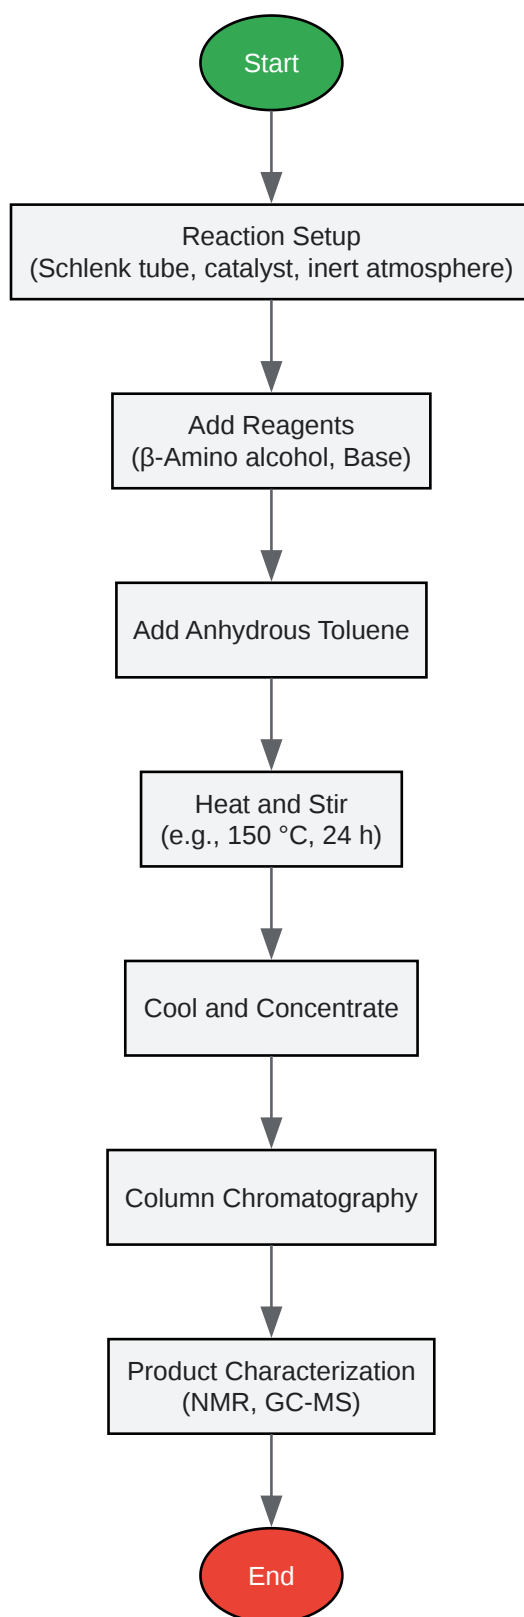 Start
Reaction Setup
(Schlenk tube, catalyst, inert atmosphere)
Add Reagents
(β-Amino alcohol, Base)
Add Anhydrous Toluene
Heat and Stir
(e.g., 150 °C, 24 h)
Cool and Concentrate
Column Chromatography
Product Characterization
(NMR, GC-MS)
End